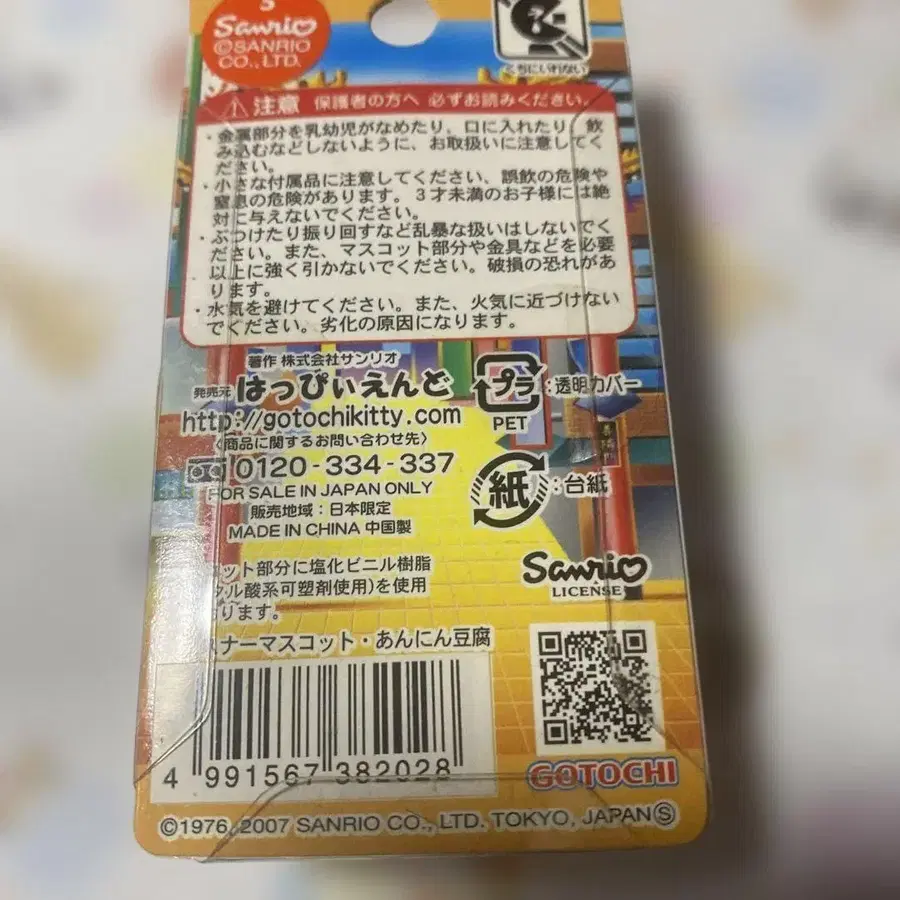 S
Sanrio
©SANRIO
CO., LTD.
くちにいれない
注意 保護者の方へ 必ずお読みください。
・金属部分を乳幼児がなめたり、口に入れたり、飲
み込むなどしないように、お取扱いに注意してく
ださい。
・小さな付属品に注意してください、誤飲の危険や
窒息の危険があります。3才未満のお子様には絶
対に与えないでください。
・ぶつけたり振り回すなど乱暴な扱いはしないでく
ださい。また、マスコット部分や金具などを必要
以上に強く引かないでください。破損の恐れがあ
ります。
・水気を避けてください。また、火気に近づけない
でください。劣化の原因になります。
著作 株式会社サンリオ
発売元 はっぴぃえんど
http://gotochikitty.com
〈商品に関するお問い合わせ先〉
0120-334-337
FOR SALE IN JAPAN ONLY
販売地域:日本限定
MADE IN CHINA 中国製
プラ:透明カバー
PET
紙:台紙
ット部分に塩化ビニル樹脂
タル酸系可塑剤使用)を使用
おります。
Sanrio
LICENSE
ナーマスコット・あんにん豆腐
4 991567 382028
GOTOCHI
©1976, 2007 SANRIO CO., LTD. TOKYO, JAPAN Ⓢ